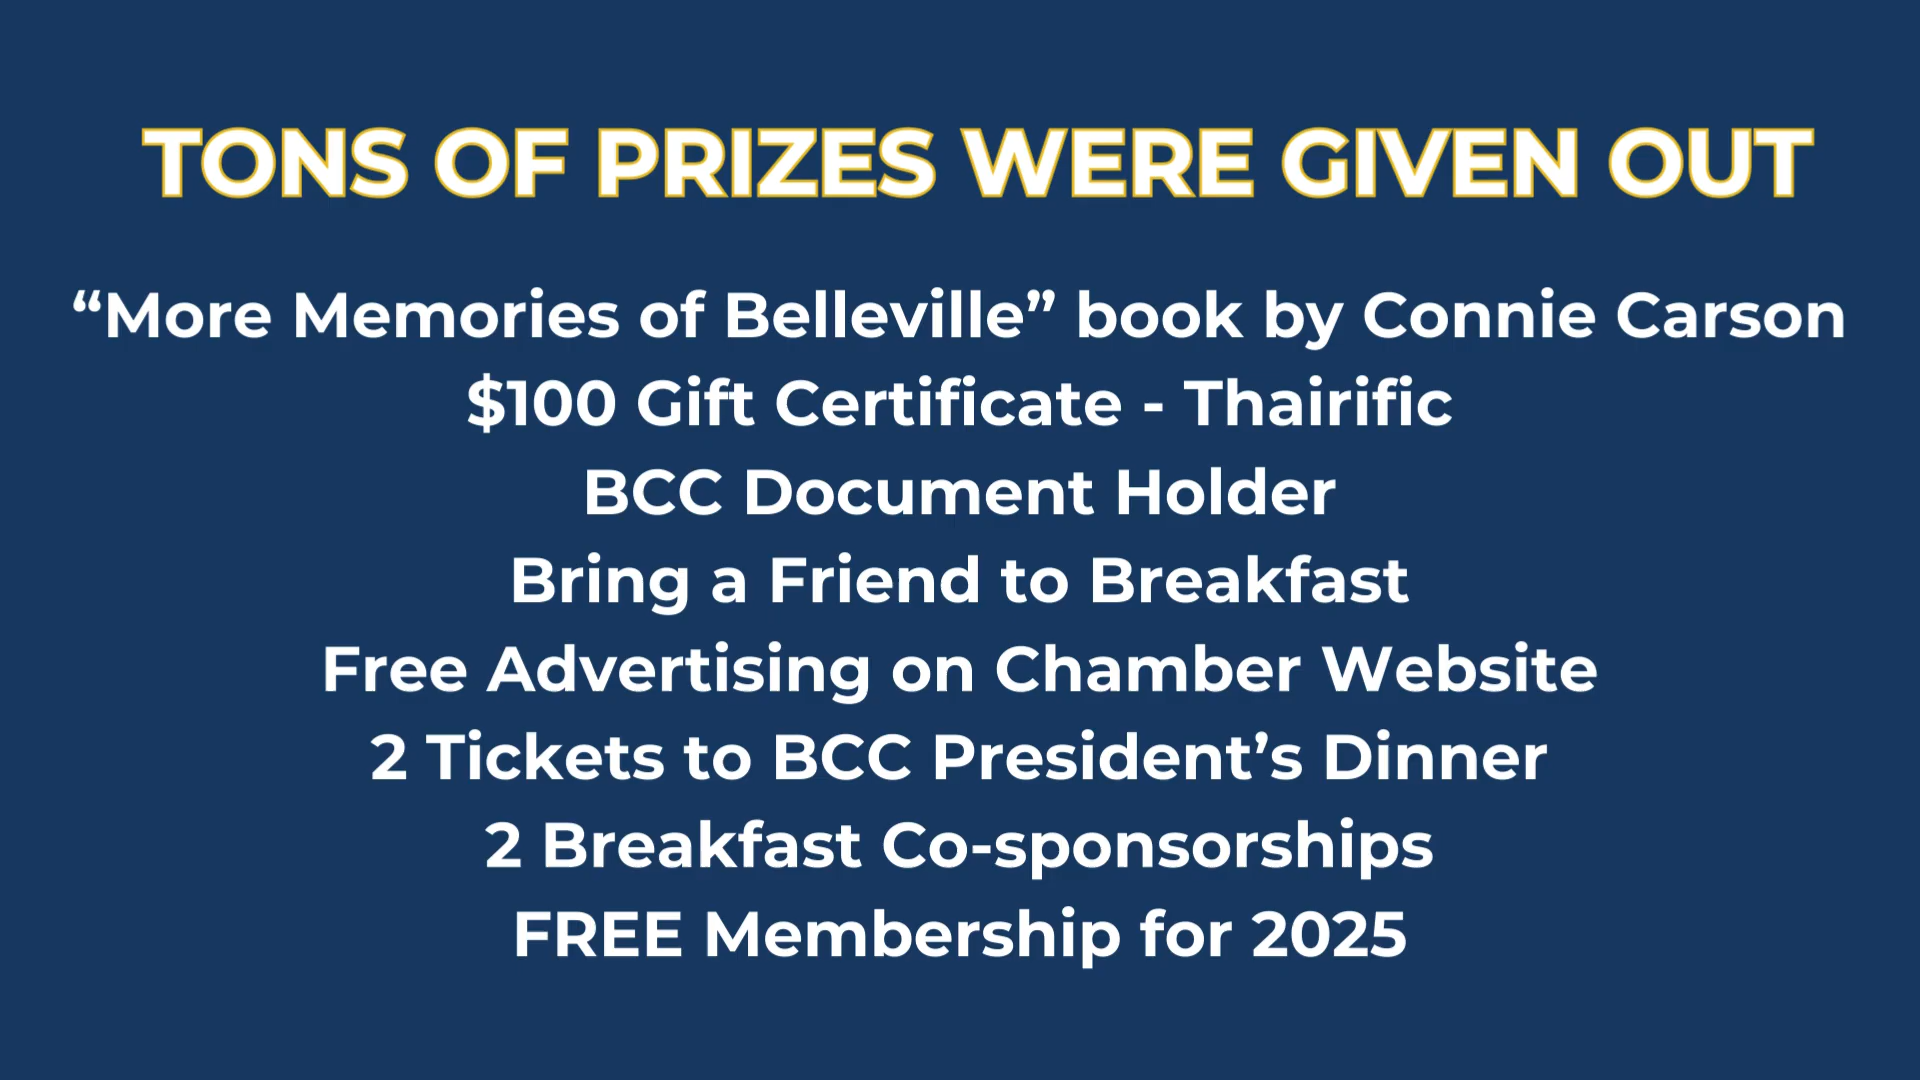 TONS OF PRIZES WERE GIVEN OUT
“More Memories of Belleville” book by Connie Carson
$100 Gift Certificate - Thairific
BCC Document Holder
Bring a Friend to Breakfast
Free Advertising on Chamber Website
2 Tickets to BCC President’s Dinner
2 Breakfast Co-sponsorships
FREE Membership for 2025